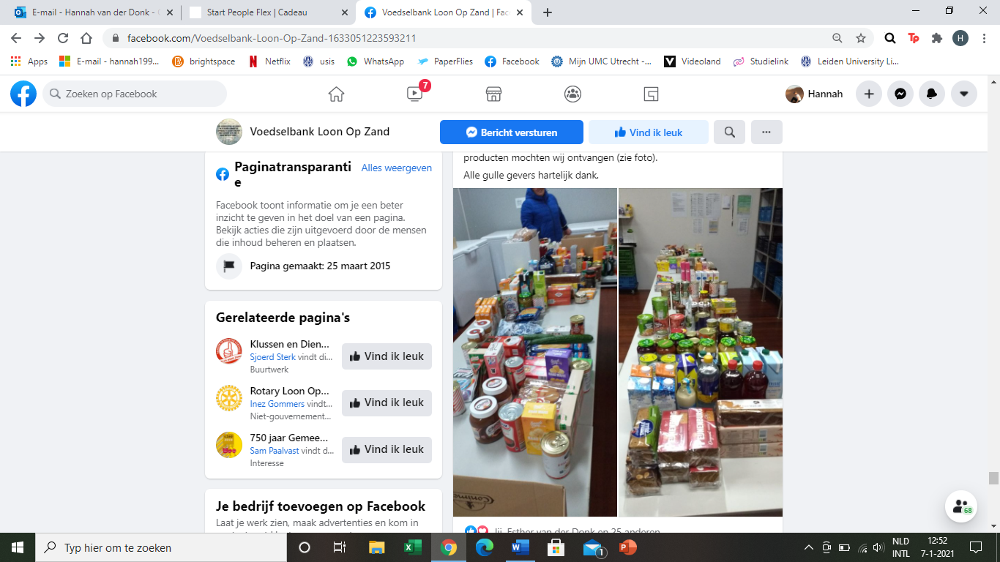 E-mail - Hannah van der Donk -
Start People Flex | Cadeau
Voedselbank Loon Op Zand | Fac
facebook.com/Voedselbank-Loon-Op-Zand-1633051223593211
H
Apps
E-mail - hannah199...
brightspace
Netflix
usis
WhatsApp
PaperFlies
Facebook
Mijn UMC Utrecht -...
Videoland
Studielink
Leiden University Li...
Zoeken op Facebook
7
Hannah
Voedselbank Loon Op Zand
Bericht versturen
Vind ik leuk
Paginatransparanti
e
Alles weergeven
Facebook toont informatie om je een beter
inzicht te geven in het doel van een pagina.
Bekijk acties die zijn uitgevoerd door de mensen
die inhoud beheren en plaatsen.
Pagina gemaakt: 25 maart 2015
Gerelateerde pagina's
Klussen en Dien...
Sjoerd Sterk vindt di...
Buurtwerk
Vind ik leuk
Rotary Loon Op...
Inez Gommers vindt...
Niet-gouvernement...
Vind ik leuk
750 jaar Gemee...
Sam Paalvast vindt d...
Interesse
Vind ik leuk
Je bedrijf toevoegen op Facebook
Laat je werk zien, maak advertenties en kom in
producten mochten wij ontvangen (zie foto).
Alle gulle gevers hartelijk dank.
Jij, Esther van der Donk en 25 anderen
68
Typ hier om te zoeken
1
NLD
INTL
12:52
7-1-2021